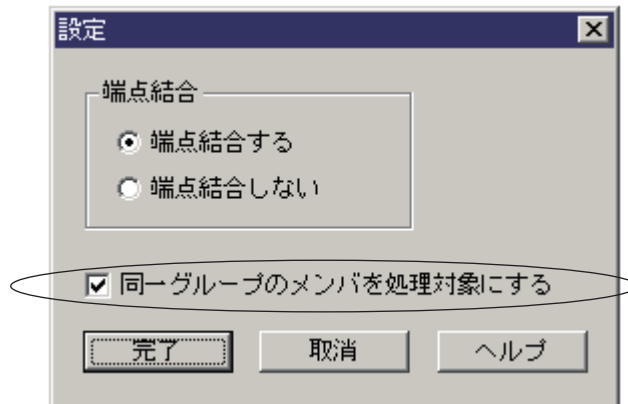 設定
端点結合
端点結合する
端点結合しない
同一グループのメンバを処理対象にする
完了 取消 ヘルプ